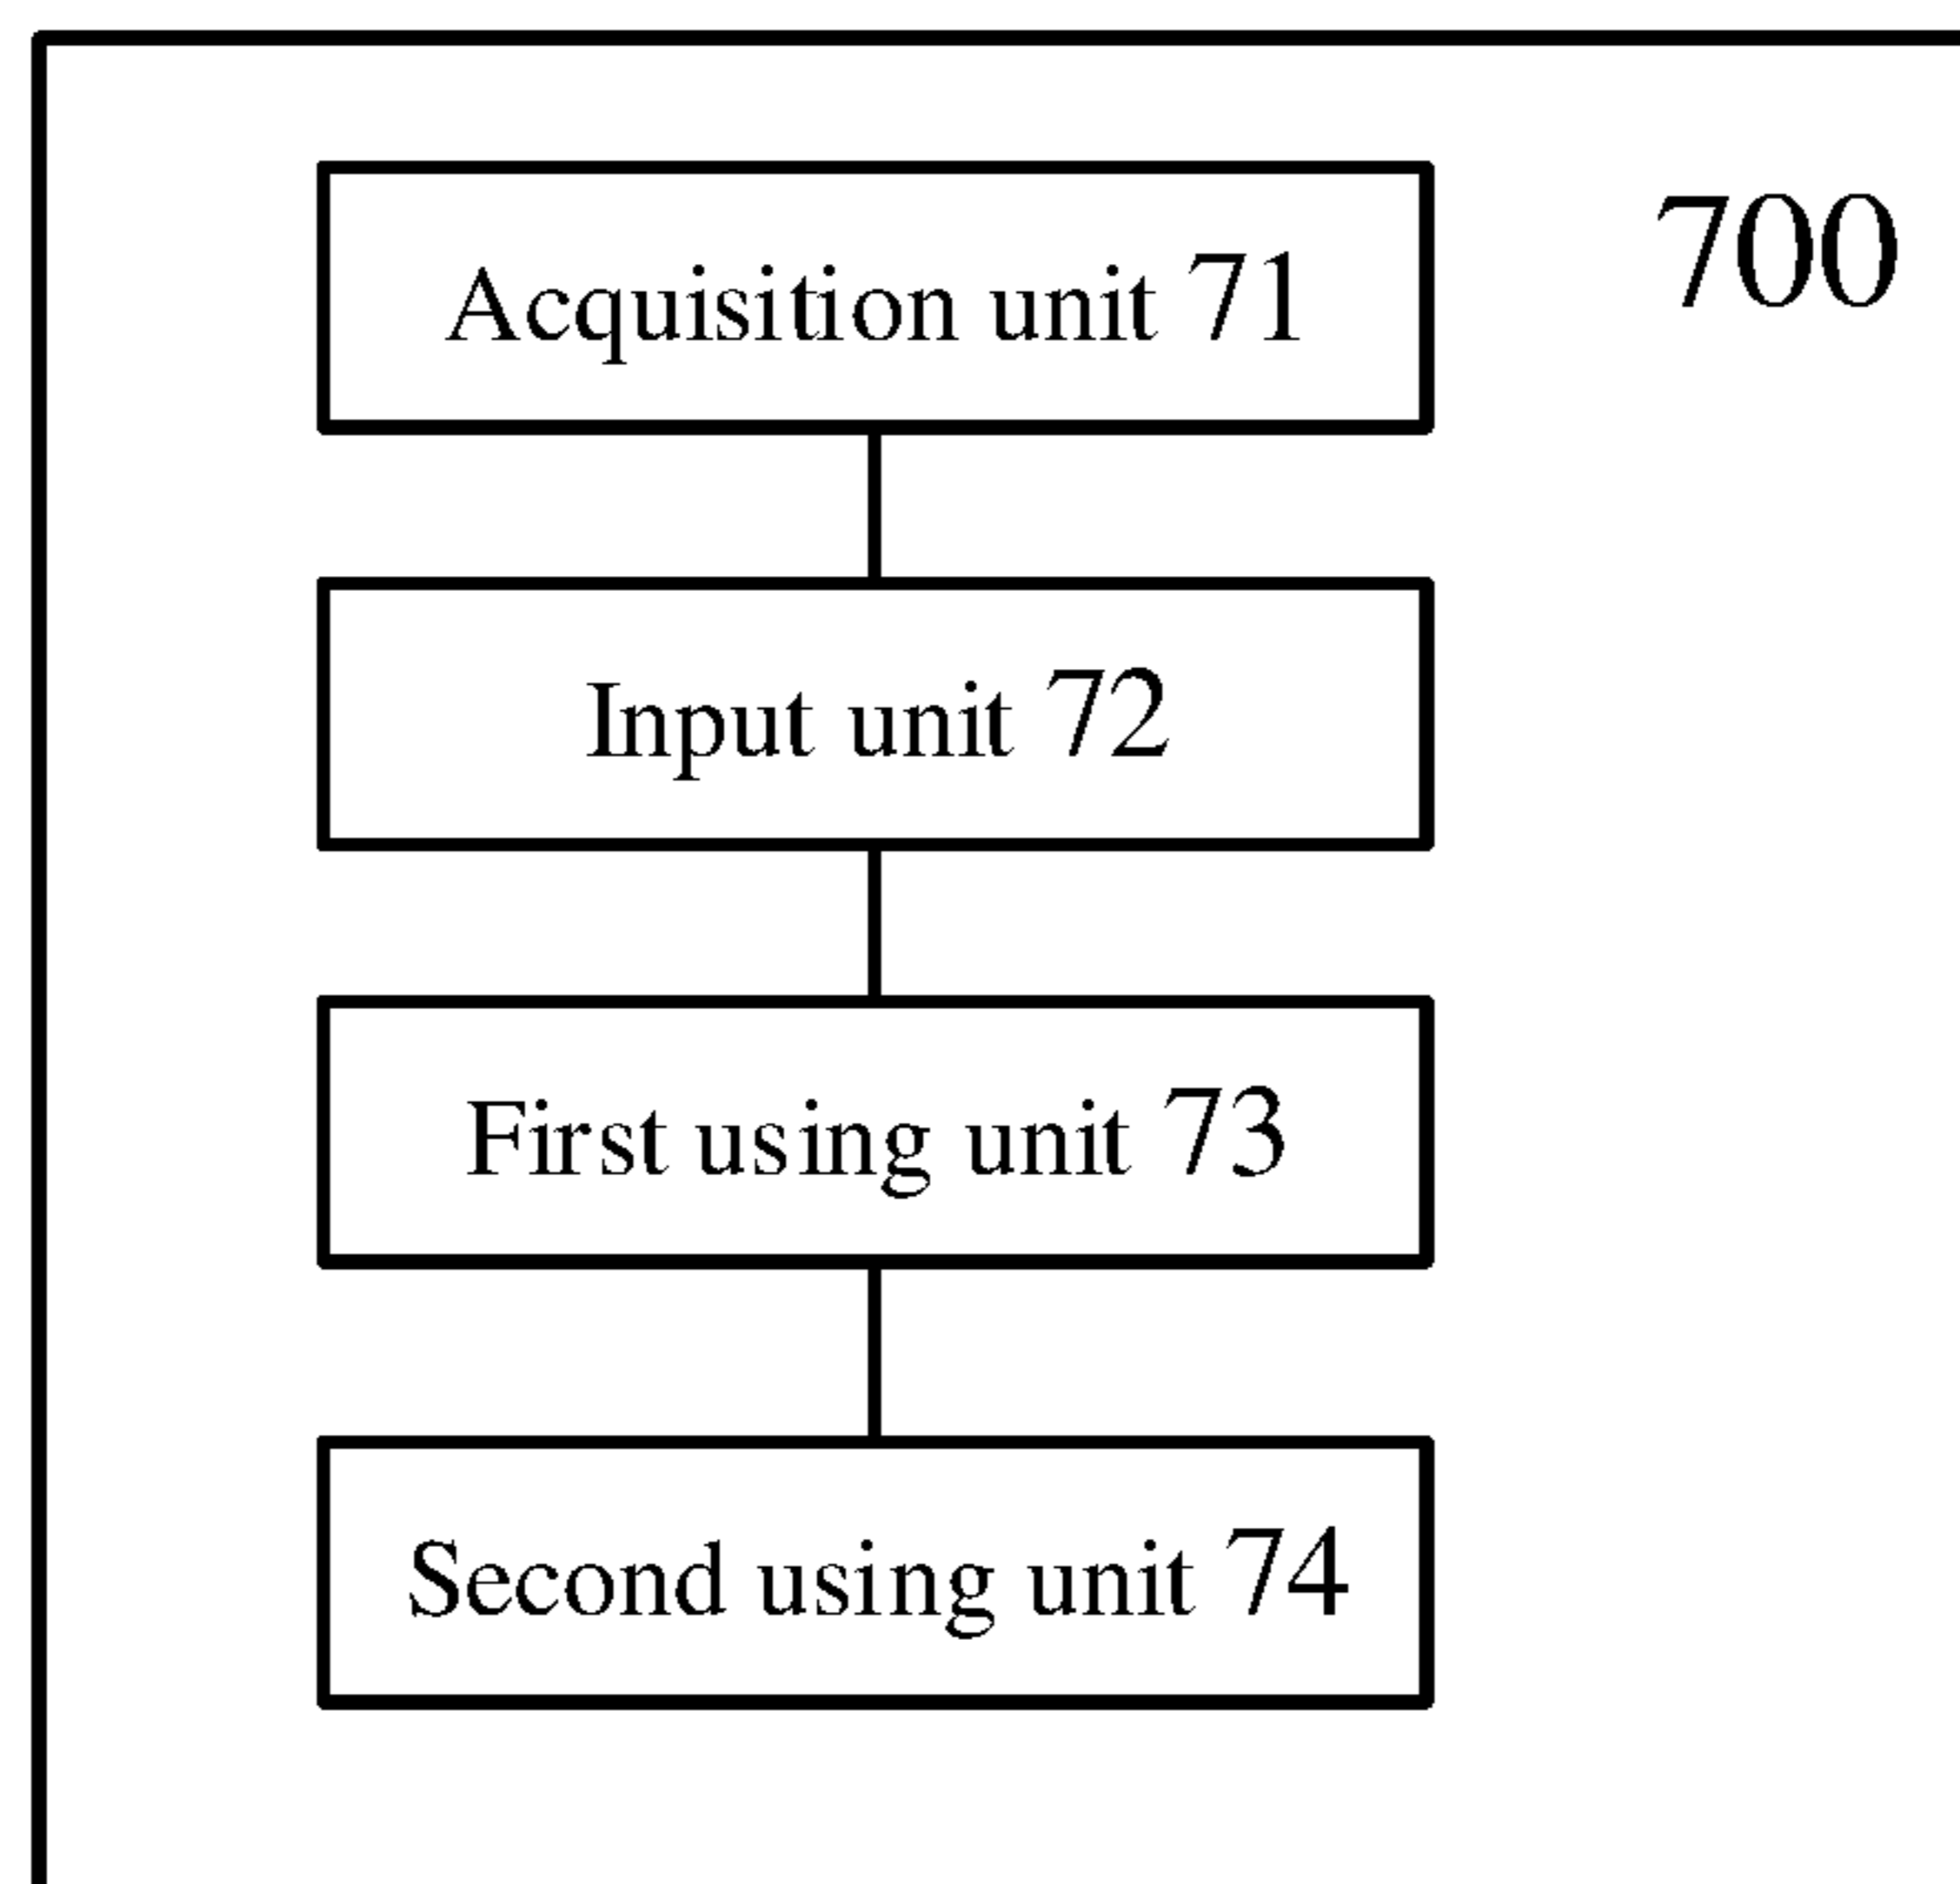 Acquisition unit 71
700
Input unit 72
First using unit 73
Second using unit 74